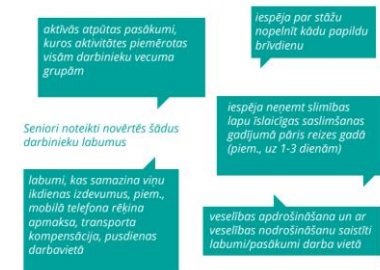 aktīvās atpūtas pasākumi,
kuros aktivitātes piemērotas
visām darbinieku vecuma
grupām
iespēja par stāžu
nopelnīt kādu papildu
brīvdienu
Seniori noteikti novērtēs šādus
darbinieku labumus
iespēja neņemt slimības
lapu īslaicīgas saslimšanas
gadījumā pāris reizes gadā
(piem., uz 1-3 dienām)
labumi, kas samazina viņu
ikdienas izdevumus, piem.,
mobilā telefona rēķina
apmaksa, transporta
kompensācija, pusdienas
darbavietā
veselības apdrošināšana un ar
veselības nodrošināšanu saistīti
labumi/pasākumi darba vietā